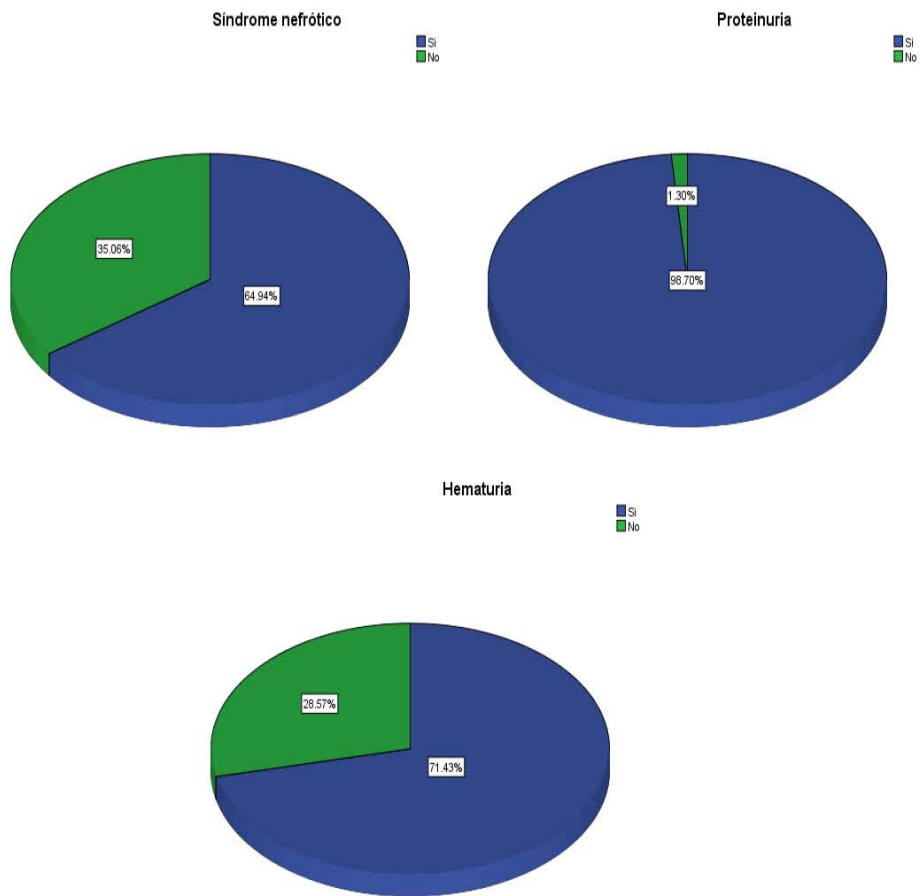 Síndrome nefrótico
Si
No
35.06%
64.94%
Proteinuria
Si
No
1.30%
98.70%
Hematuria
Si
No
28.57%
71.43%